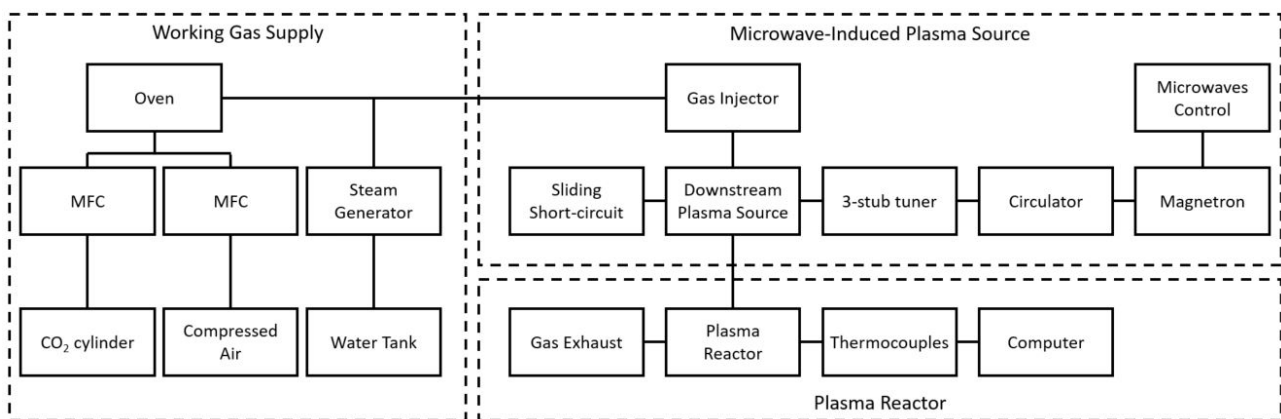 Working Gas Supply
Microwave-Induced Plasma Source
Oven
Gas Injector
Microwaves
Control
MFC
MFC
Steam
Generator
Sliding
Short-circuit
Downstream
Plasma Source
3-stub tuner
Circulator
Magnetron
CO₂ cylinder
Compressed
Air
Water Tank
Gas Exhaust
Plasma
Reactor
Thermocouples
Computer
Plasma Reactor